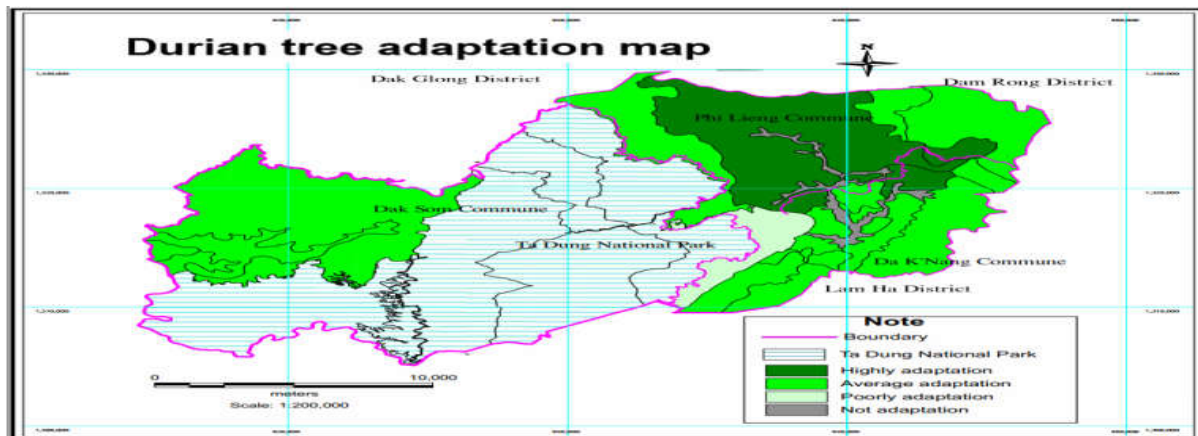 Durian tree adaptation map
N
Dak Glong District
Dam Rong District
Phi Lieng Commune
Dak Som Commune
Ta Dung National Park
Da K'Nang Commune
Lam Ha District
Note
Boundary
Ta Dung National Park
Highly adaptation
Average adaptation
Poorly adaptation
Not adaptation
0 10,000
meters
Scale: 1:200,000